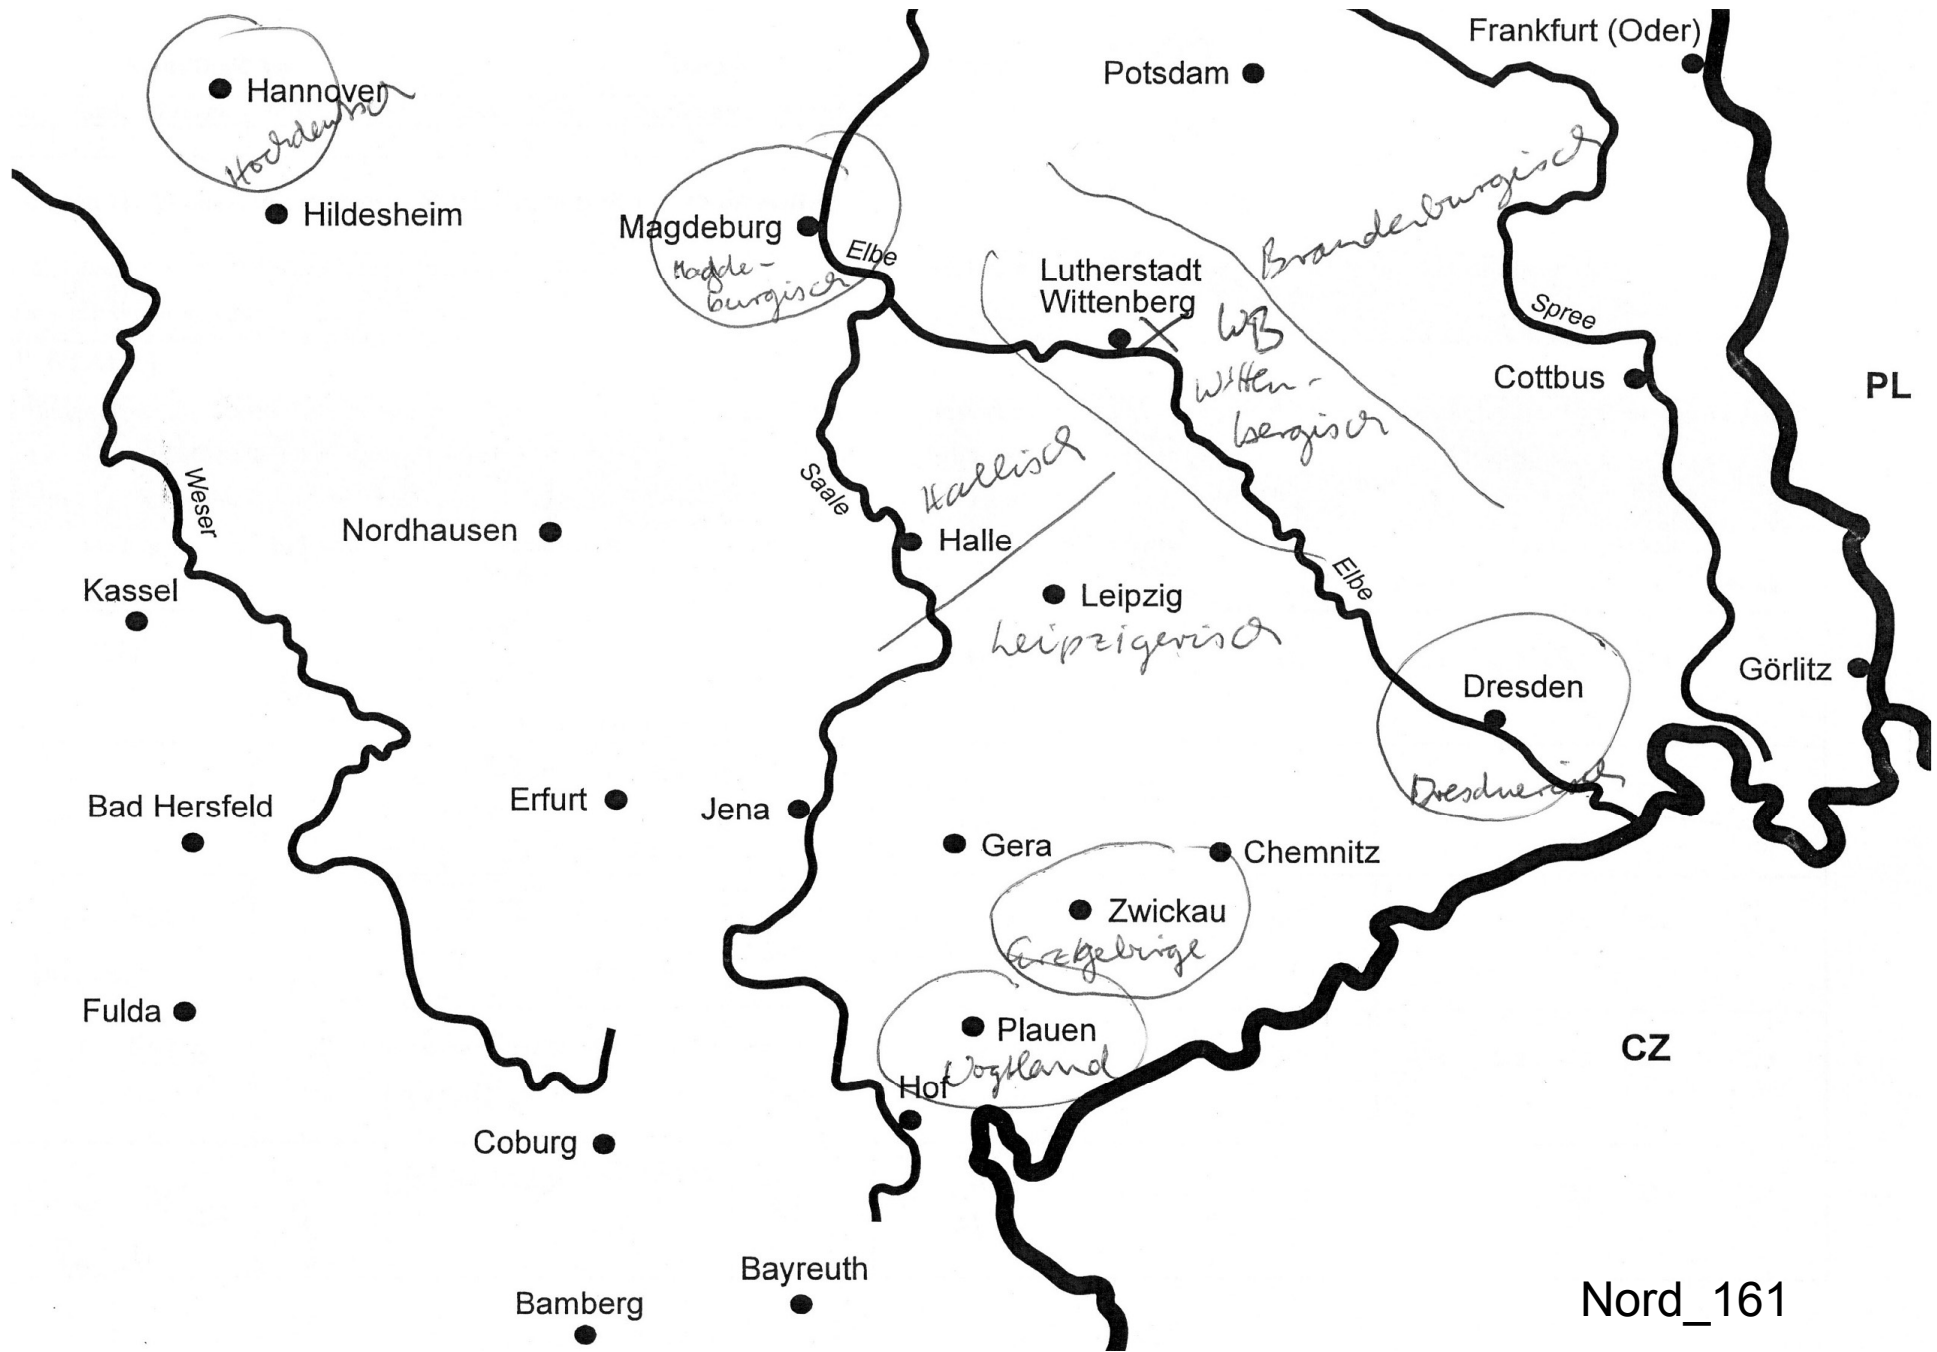 Frankfurt (Oder)
Potsdam
Hannover
Hochdeutsch
Hildesheim
Brandenburgisch
Magdeburg
Elbe
Magde-
burgisch
Lutherstadt
Wittenberg
WB
Witten-
bergisch
Spree
Cottbus
PL
Weser
Saale
Hallisch
Nordhausen
Halle
Kassel
Leipzig
Leipzigerisch
Elbe
Dresden
Dresdnerisch
Görlitz
Bad Hersfeld
Erfurt
Jena
Gera
Chemnitz
Zwickau
Erzgebirge
Fulda
Plauen
Vogtland
CZ
Hof
Coburg
Bayreuth
Bamberg
Nord_161